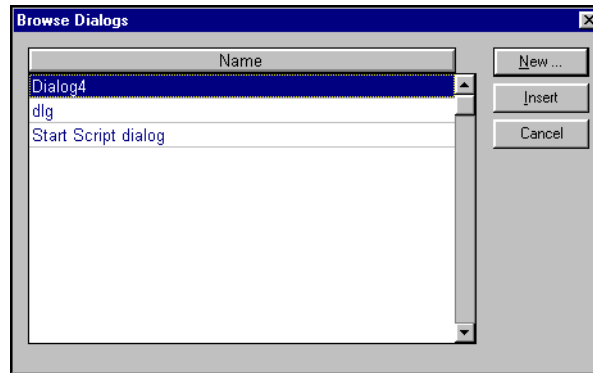 Browse Dialogs
Name
New ...
Dialog4
Insert
dlg
Start Script dialog
Cancel